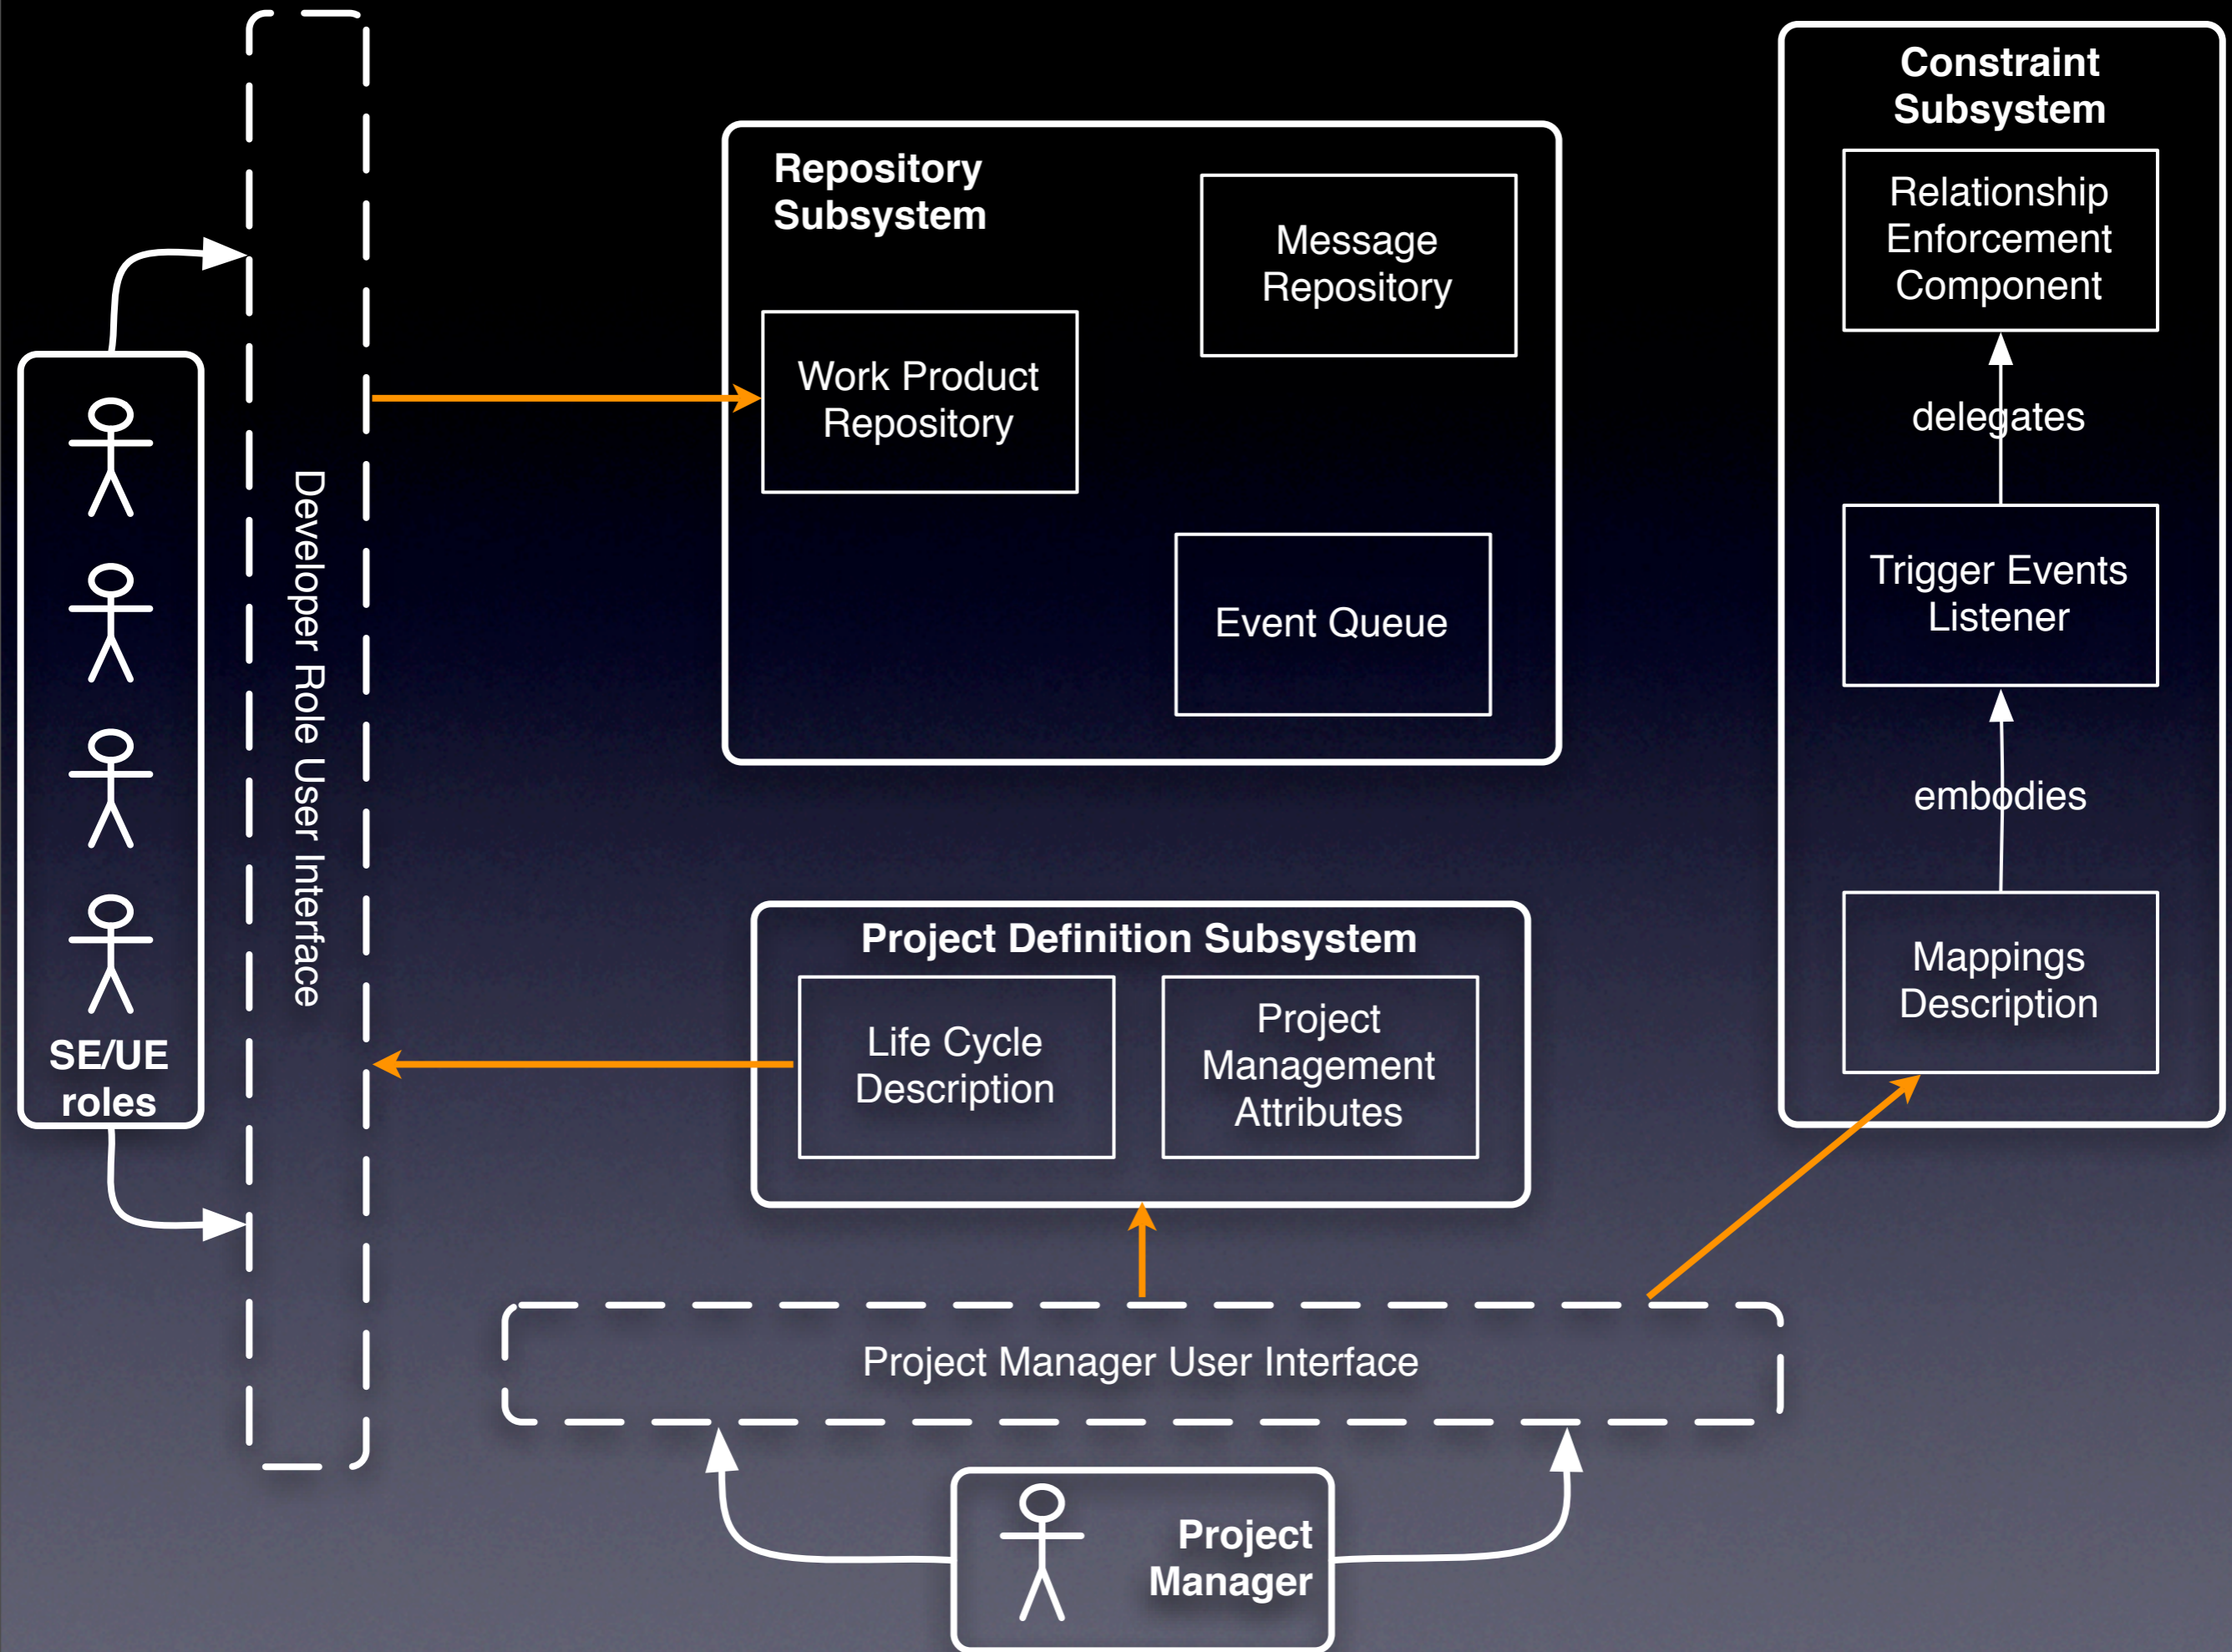 Developer Role User Interface
SE/UE
roles
Repository
Subsystem
Message
Repository
Work Product
Repository
Event Queue
Project Definition Subsystem
Life Cycle
Description
Project
Management
Attributes
Constraint
Subsystem
Relationship
Enforcement
Component
delegates
Trigger Events
Listener
embodies
Mappings
Description
Project Manager User Interface
Project
Manager